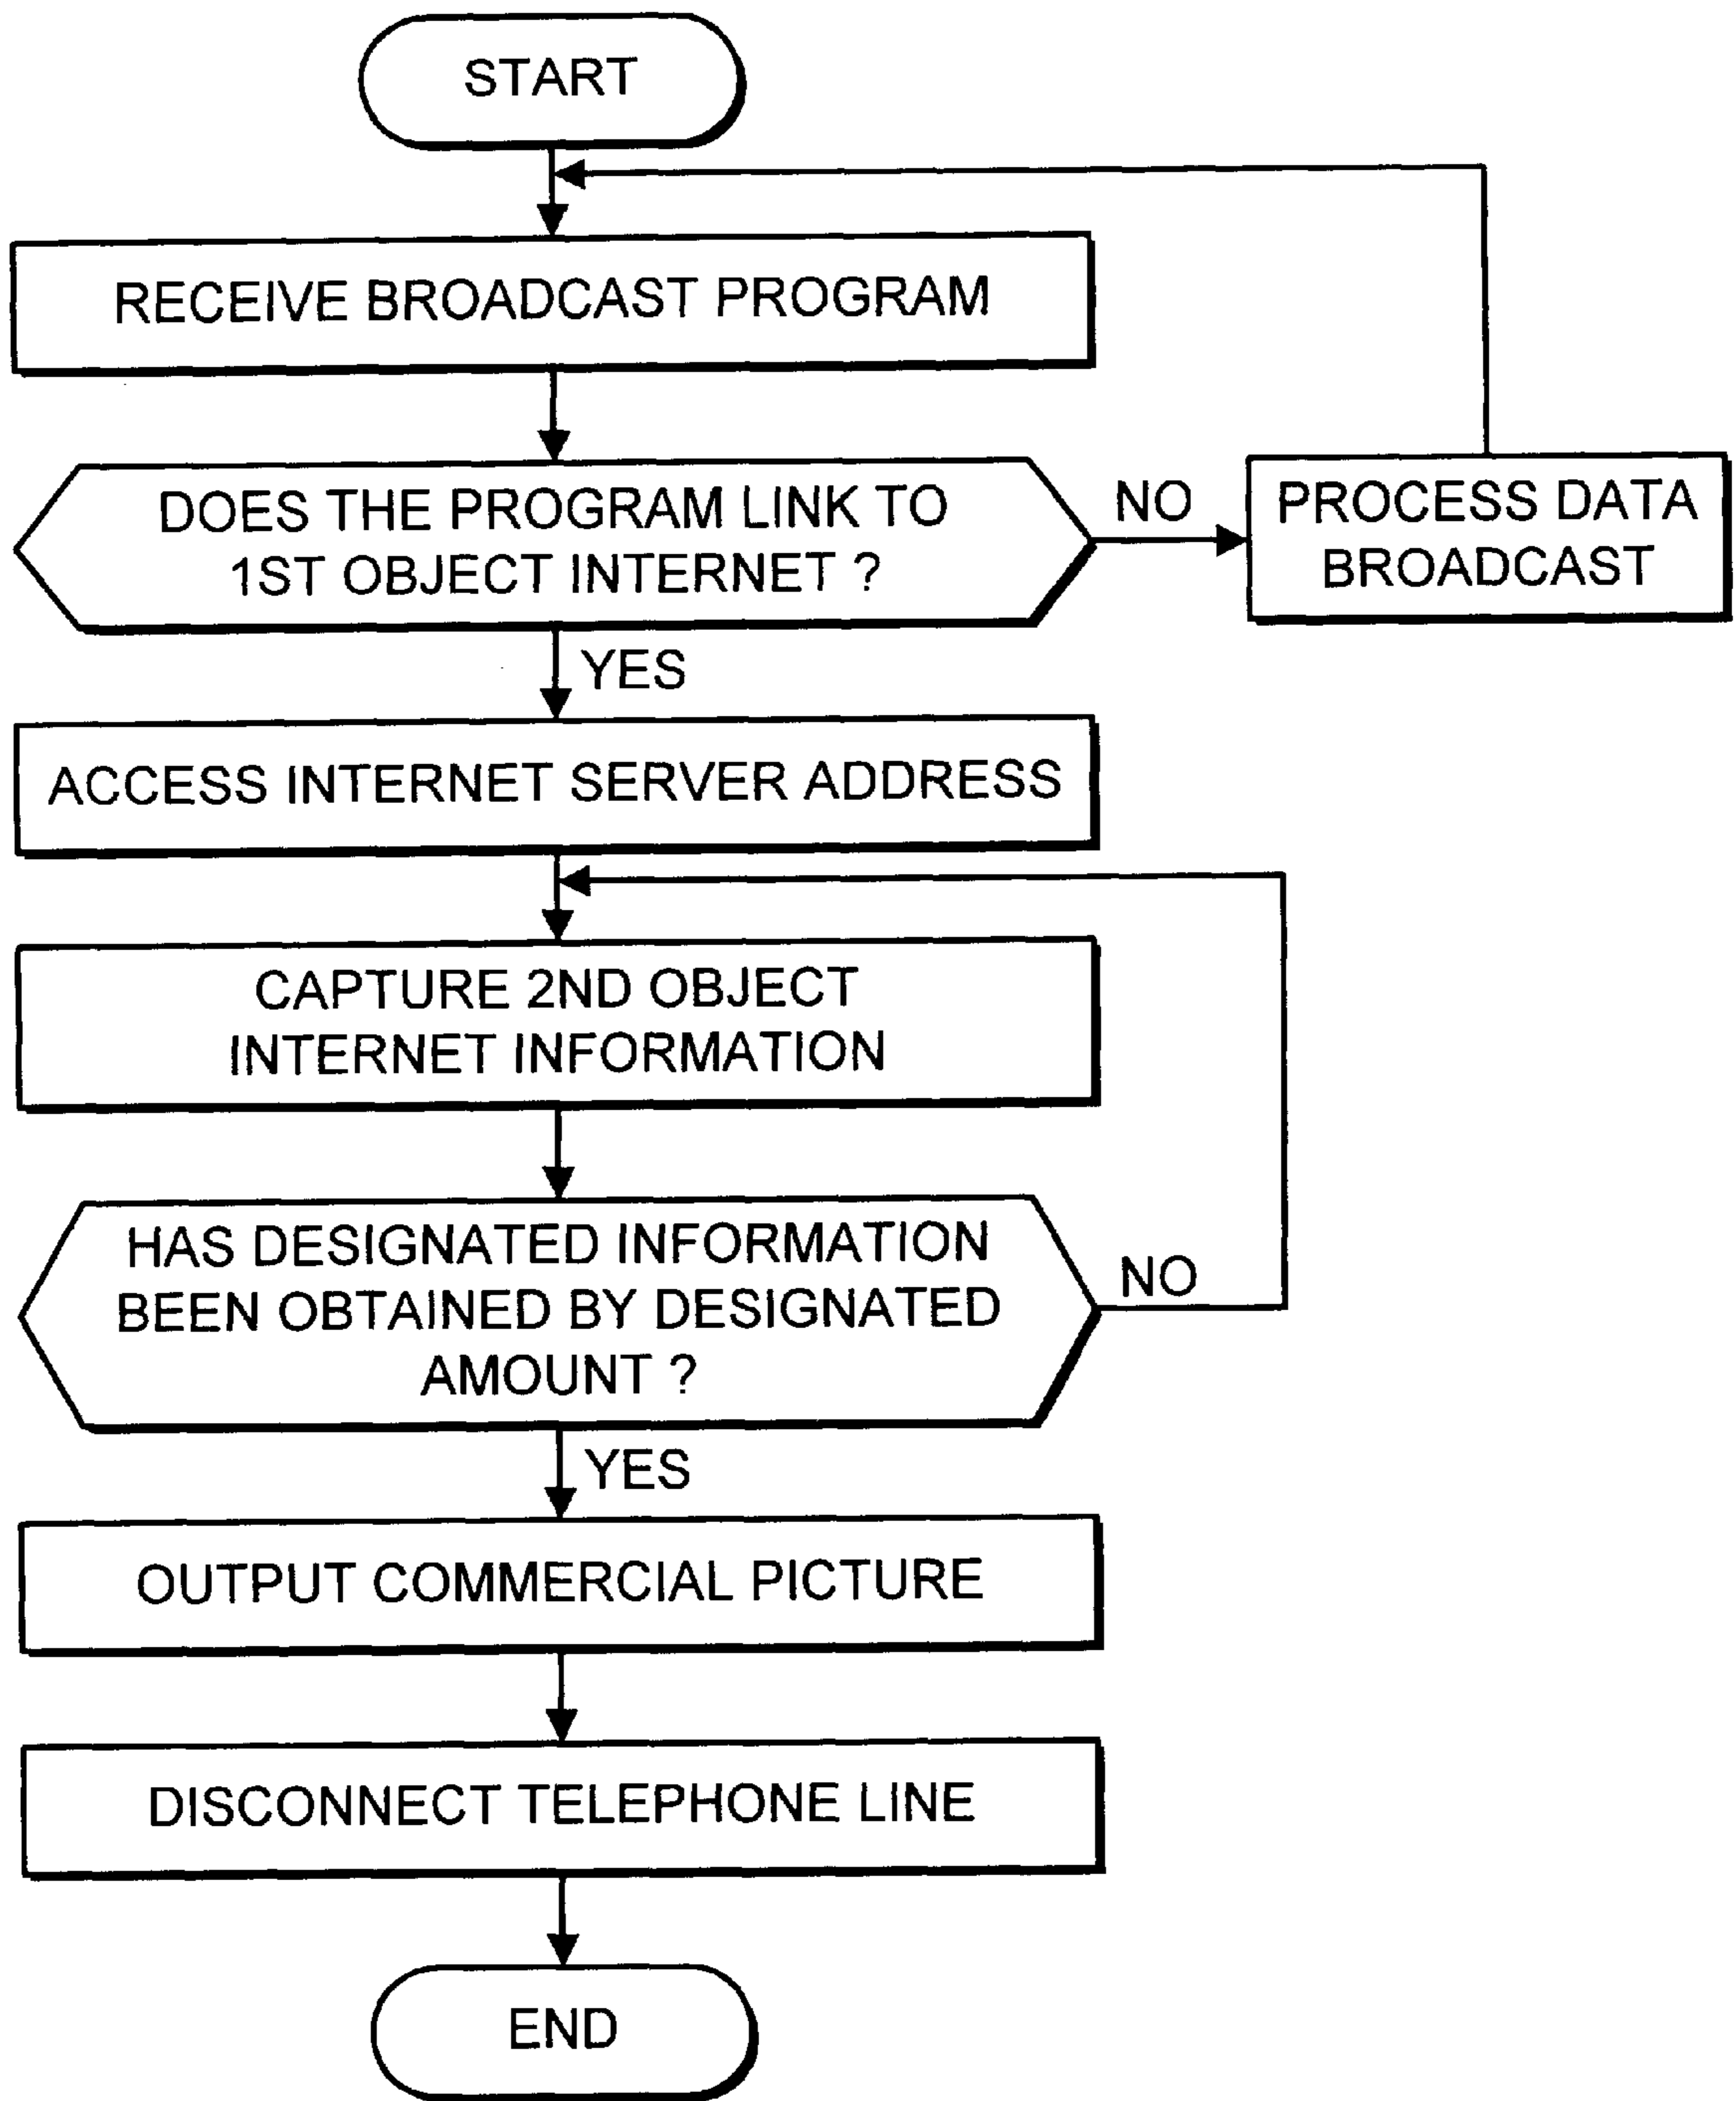 START
RECEIVE BROADCAST PROGRAM
DOES THE PROGRAM LINK TO
1ST OBJECT INTERNET ?
NO
PROCESS DATA
BROADCAST
YES
ACCESS INTERNET SERVER ADDRESS
CAPTURE 2ND OBJECT
INTERNET INFORMATION
HAS DESIGNATED INFORMATION
BEEN OBTAINED BY DESIGNATED
AMOUNT ?
NO
YES
OUTPUT COMMERCIAL PICTURE
DISCONNECT TELEPHONE LINE
END